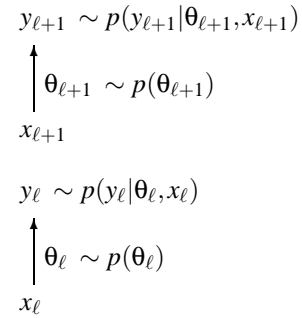 y_{ℓ+1} ∼ p(y_{ℓ+1}|θ_{ℓ+1},x_{ℓ+1})
θ_{ℓ+1} ∼ p(θ_{ℓ+1})
x_{ℓ+1}
y_ℓ ∼ p(y_ℓ|θ_ℓ,x_ℓ)
θ_ℓ ∼ p(θ_ℓ)
x_ℓ